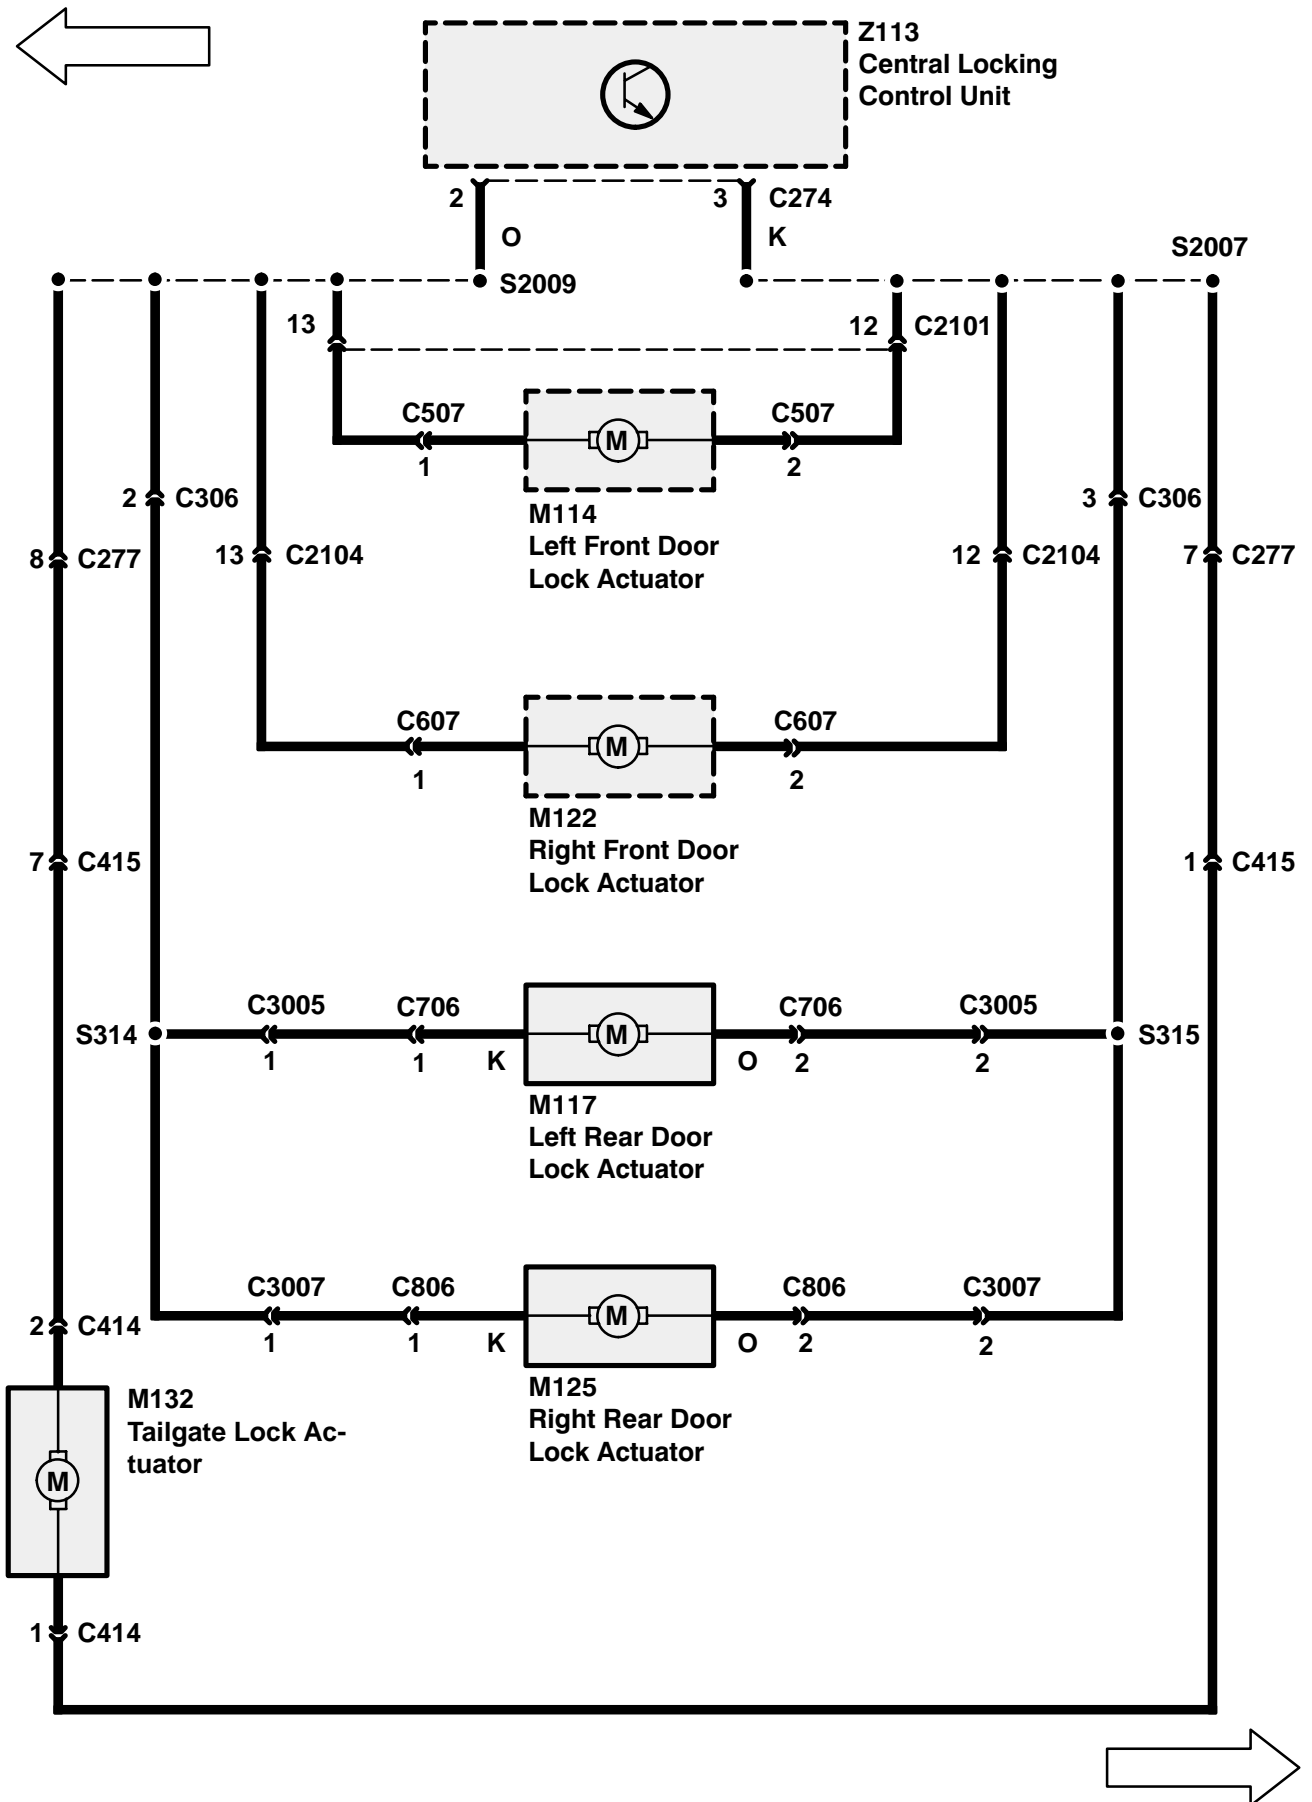 Z113
Central Locking
Control Unit
2
3
C274
O
K
S2007
S2009
13
12
C2101
C507
C507
1
2
2
C306
3
C306
M114
Left Front Door
Lock Actuator
8
C277
13
C2104
12
C2104
7
C277
C607
C607
1
2
M122
Right Front Door
Lock Actuator
7
C415
1
C415
C3005
C706
C706
C3005
S314
S315
1
1
K
O
2
2
M117
Left Rear Door
Lock Actuator
C3007
C806
C806
C3007
2
C414
1
1
K
O
2
2
M125
Right Rear Door
Lock Actuator
M132
Tailgate Lock Ac-
tuator
M
M
M
M
M
1
C414